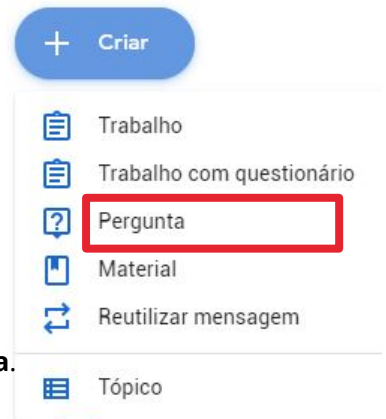 + Criar
Trabalho
Trabalho com questionário
Pergunta
Material
Reutilizar mensagem
a.
Tópico